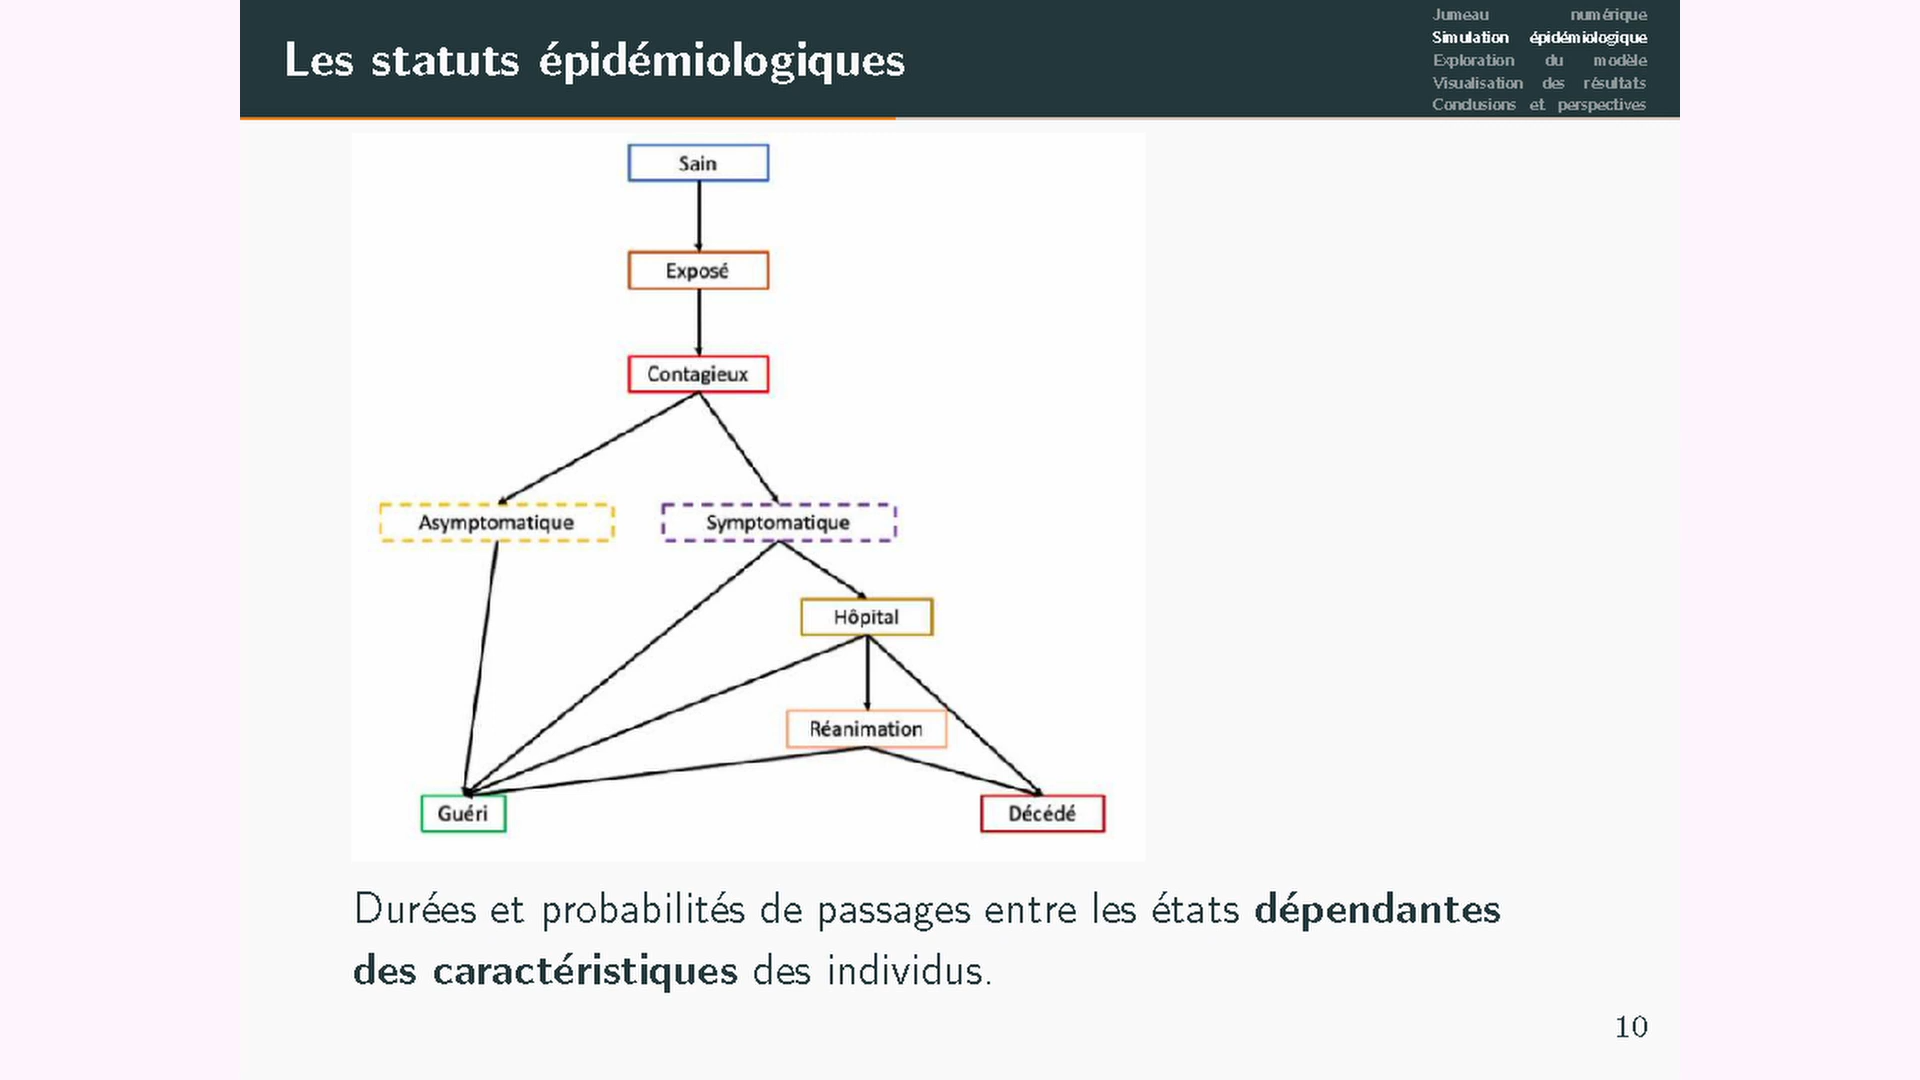 Les statuts épidémiologiques
Jumeau numérique
Simulation épidémiologique
Exploration du modèle
Visualisation des résultats
Conclusions et perspectives
Sain
Exposé
Contagieux
Asymptomatique
Symptomatique
Hôpital
Réanimation
Guéri
Décédé
Durées et probabilités de passages entre les états dépendantes
des caractéristiques des individus.
10